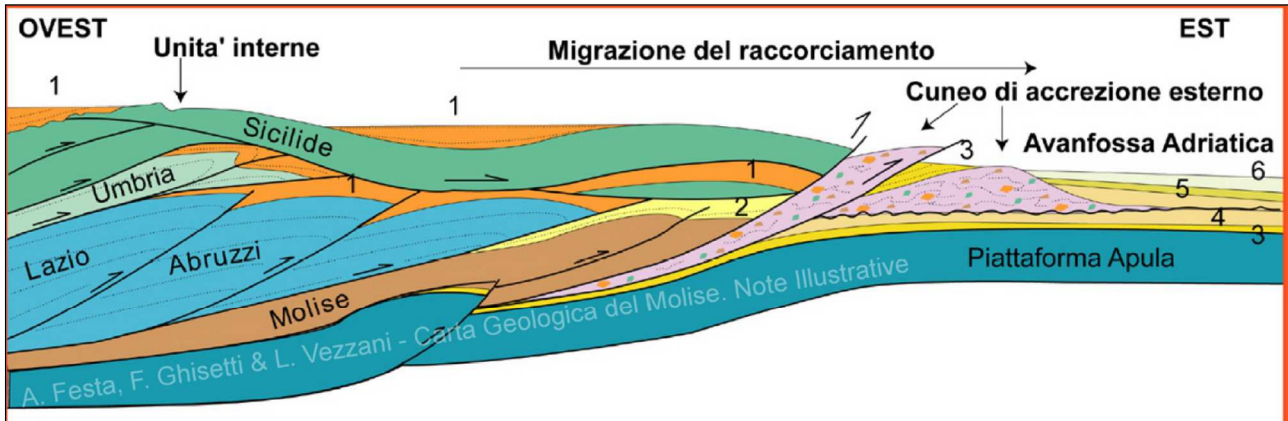 OVEST
EST
Unita' interne
Migrazione del raccorciamento
1
1
Cuneo di accrezione esterno
Sicilide
3
Avanfossa Adriatica
Umbria
1
1
6
5
2
4
Lazio
Abruzzi
3
Piattaforma Apula
Molise
A. Festa, F. Ghisetti & L. Vezzani - Carta Geologica del Molise. Note Illustrative